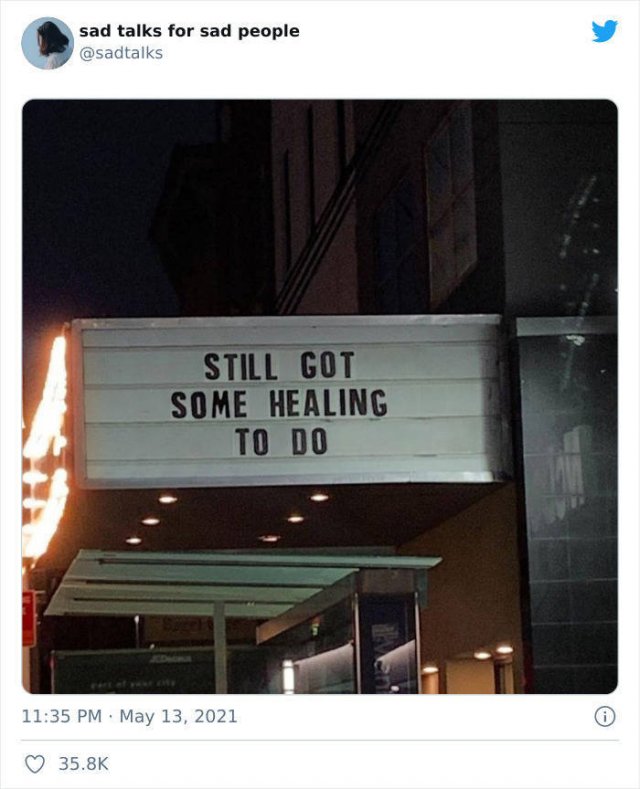 sad talks for sad people
@sadtalks
STILL GOT
SOME HEALING
TO DO
11:35 PM · May 13, 2021
35.8K